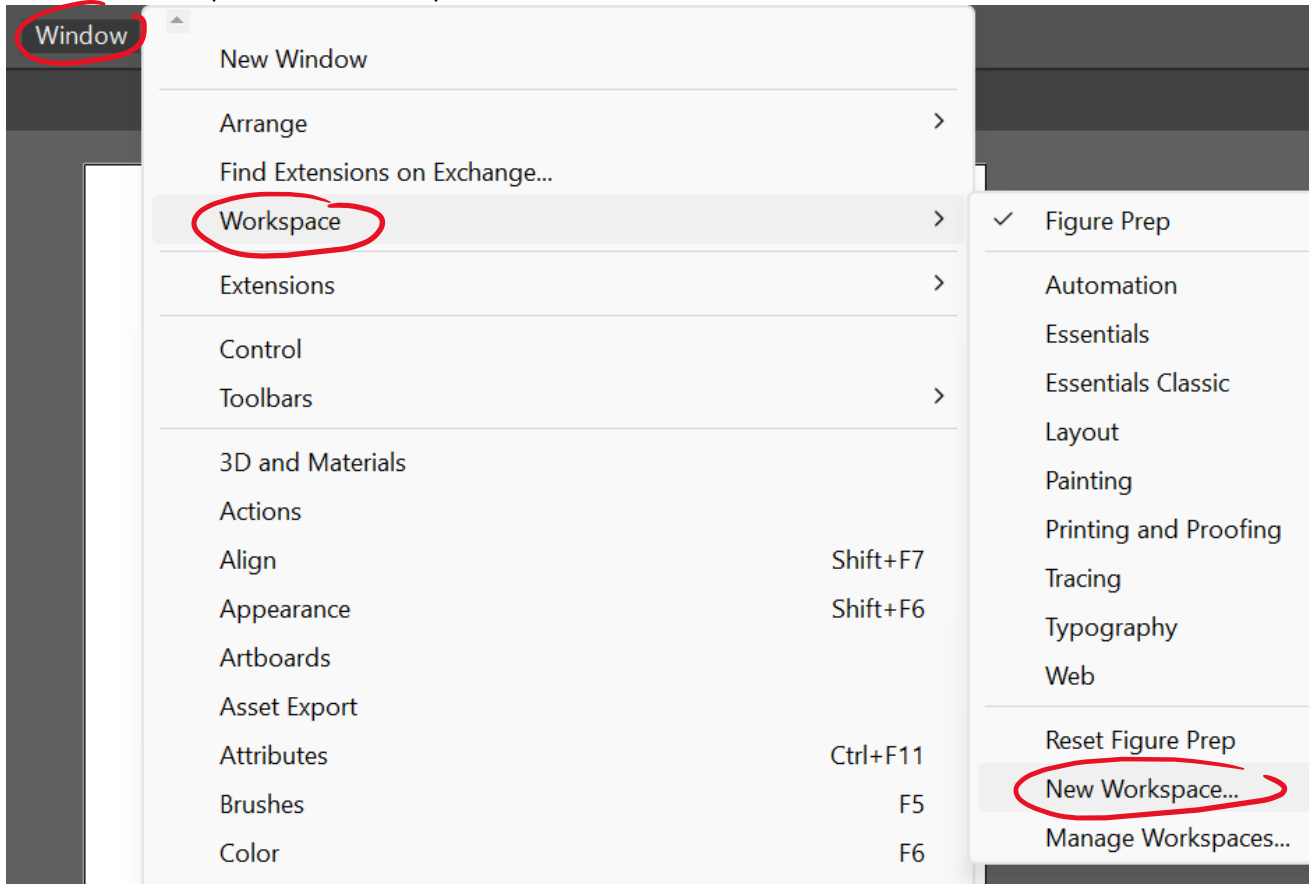 Window
New Window
Arrange
Find Extensions on Exchange...
Workspace
Extensions
Control
Toolbars
3D and Materials
Actions
Align Shift+F7
Appearance Shift+F6
Artboards
Asset Export
Attributes Ctrl+F11
Brushes F5
Color F6
Figure Prep
Automation
Essentials
Essentials Classic
Layout
Painting
Printing and Proofing
Tracing
Typography
Web
Reset Figure Prep
New Workspace...
Manage Workspaces...